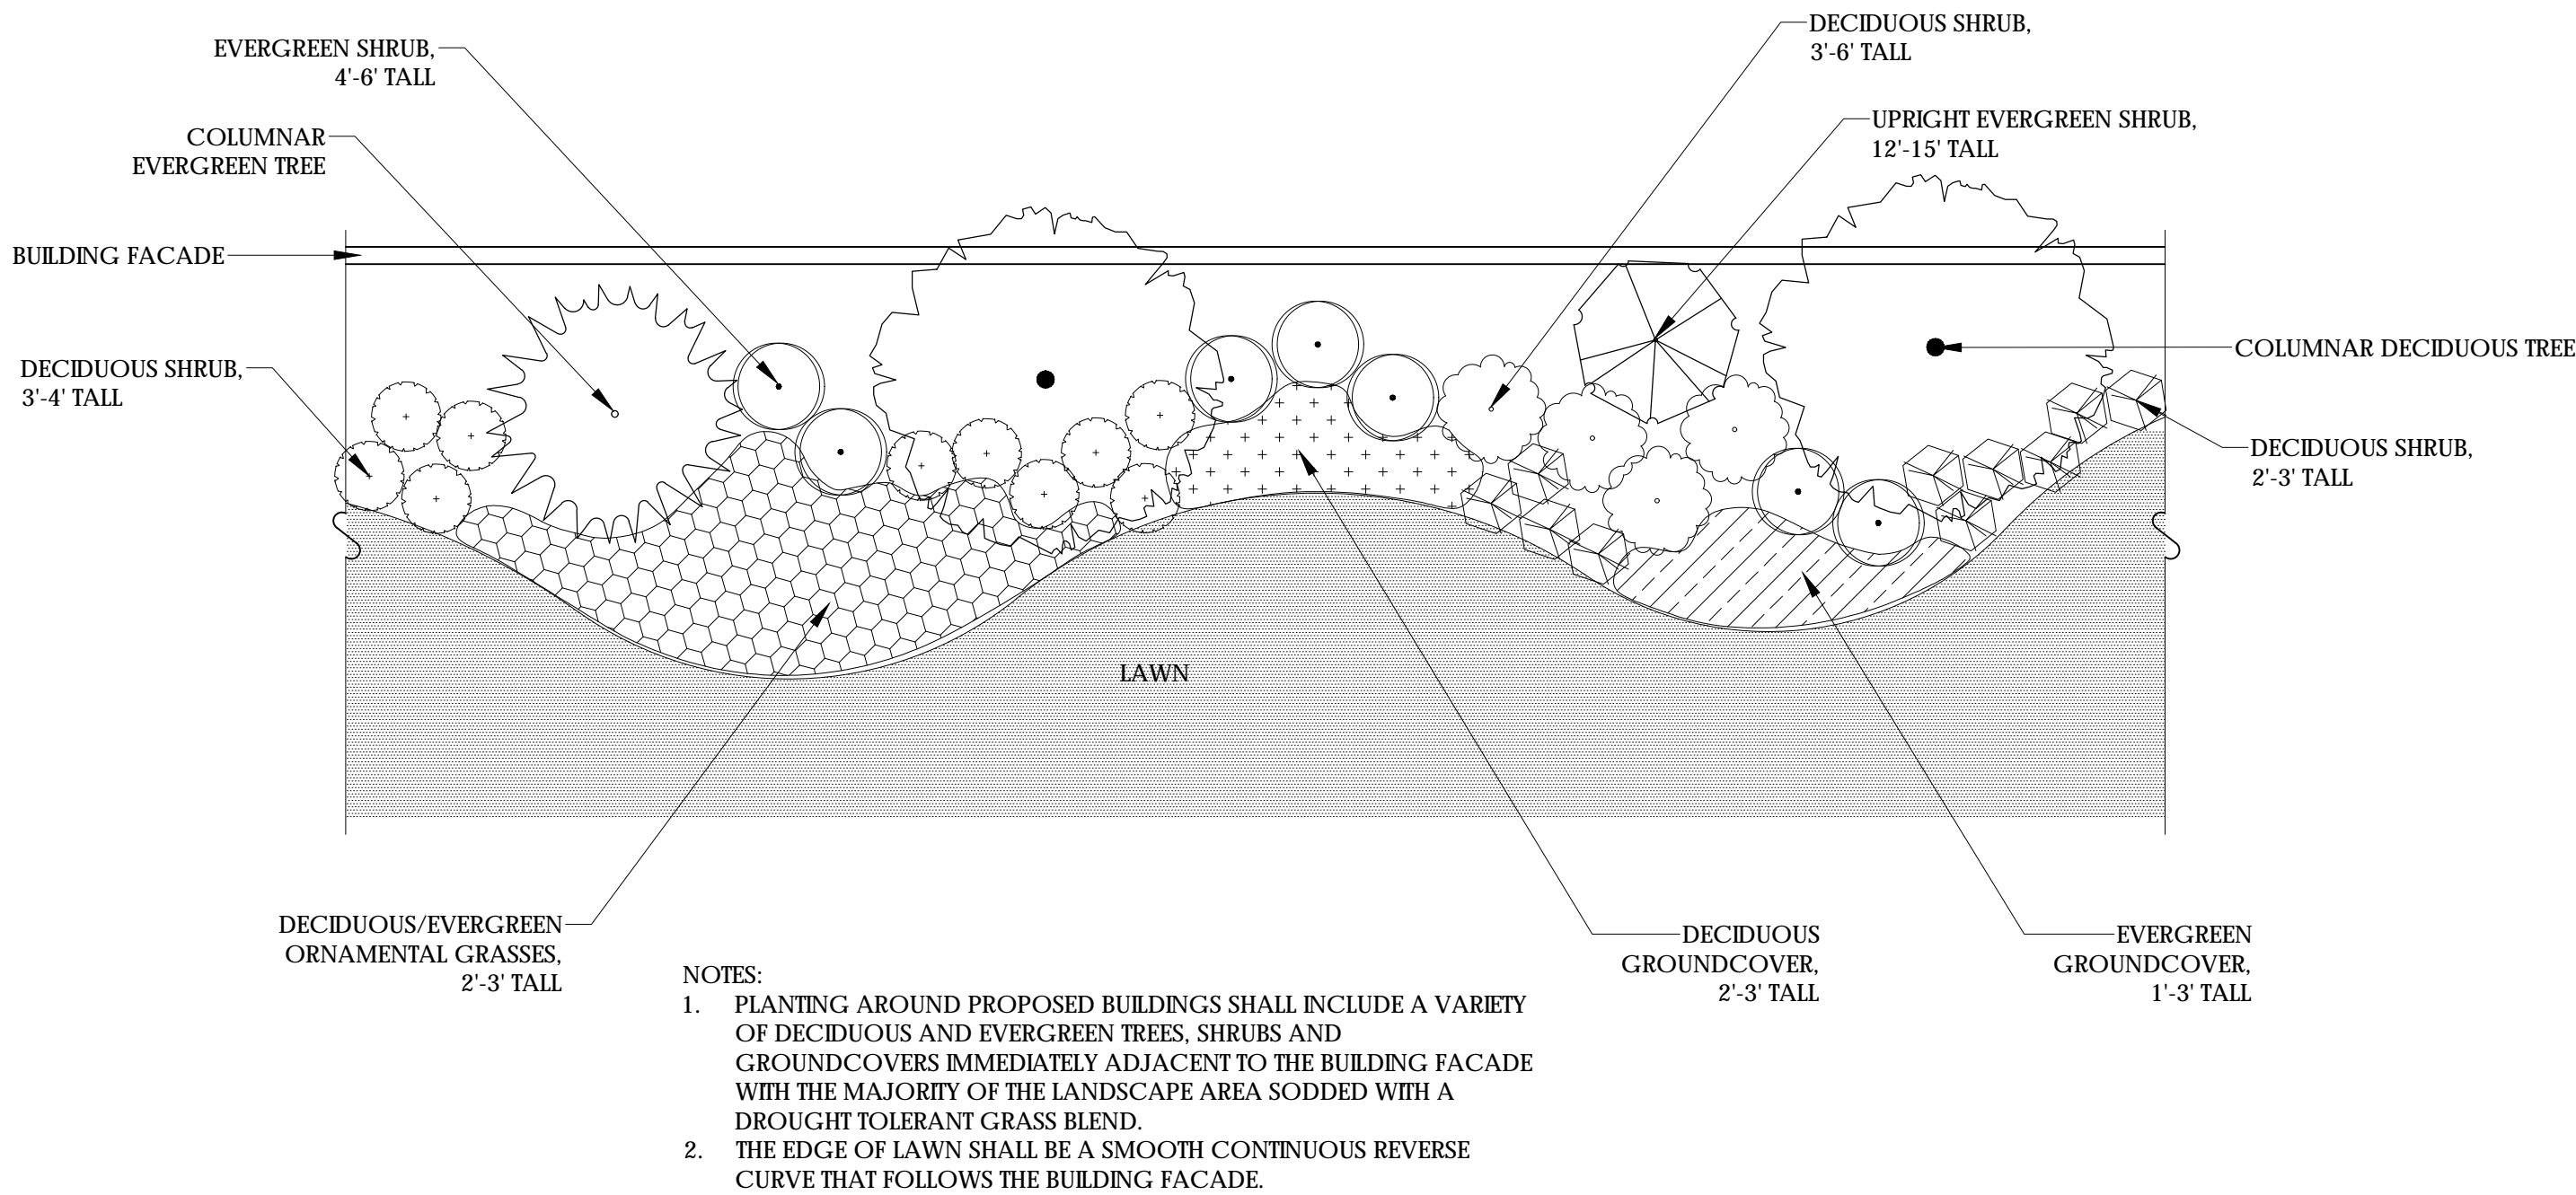 DECIDUOUS SHRUB,
3'-6' TALL
EVERGREEN SHRUB,
4'-6' TALL
UPRIGHT EVERGREEN SHRUB,
12'-15' TALL
COLUMNAR
EVERGREEN TREE
BUILDING FACADE
COLUMNAR DECIDUOUS TREE
DECIDUOUS SHRUB,
3'-4' TALL
DECIDUOUS SHRUB,
2'-3' TALL
LAWN
DECIDUOUS/EVERGREEN
ORNAMENTAL GRASSES,
2'-3' TALL
DECIDUOUS
GROUNDCOVER,
2'-3' TALL
EVERGREEN
GROUNDCOVER,
1'-3' TALL
NOTES:
1. PLANTING AROUND PROPOSED BUILDINGS SHALL INCLUDE A VARIETY
OF DECIDUOUS AND EVERGREEN TREES, SHRUBS AND
GROUNDCOVERS IMMEDIATELY ADJACENT TO THE BUILDING FACADE
WITH THE MAJORITY OF THE LANDSCAPE AREA SODDED WITH A
DROUGHT TOLERANT GRASS BLEND.
2. THE EDGE OF LAWN SHALL BE A SMOOTH CONTINUOUS REVERSE
CURVE THAT FOLLOWS THE BUILDING FACADE.